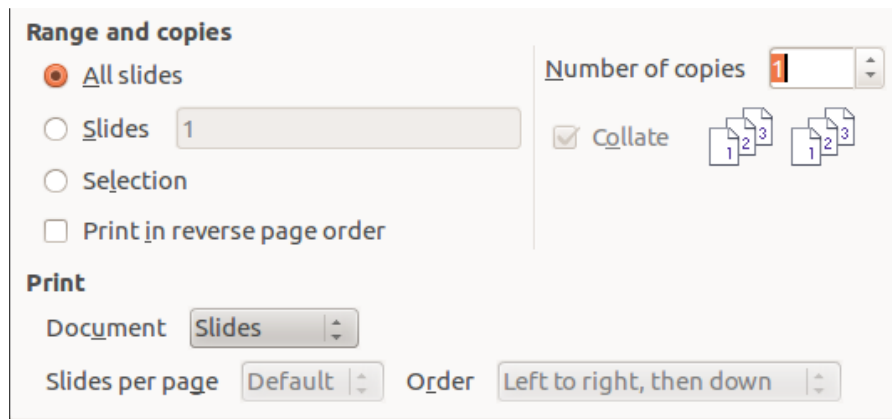 Range and copies
All slides
Slides 1
Selection
Print in reverse page order
Number of copies 1
Collate 1 2 3 1 2 3
Print
Document Slides
Slides per page Default Order Left to right, then down